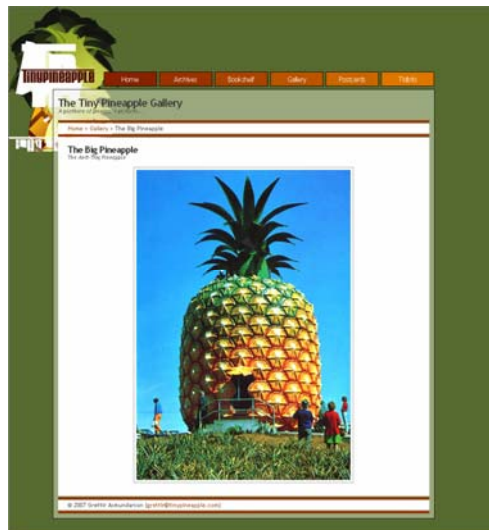 Tinypineapple
Home Archives Bookshelf Gallery Postcards Tidbits
The Tiny Pineapple Gallery
Home » Gallery » The Big Pineapple
The Big Pineapple
The Anti-Tiny Pineapple